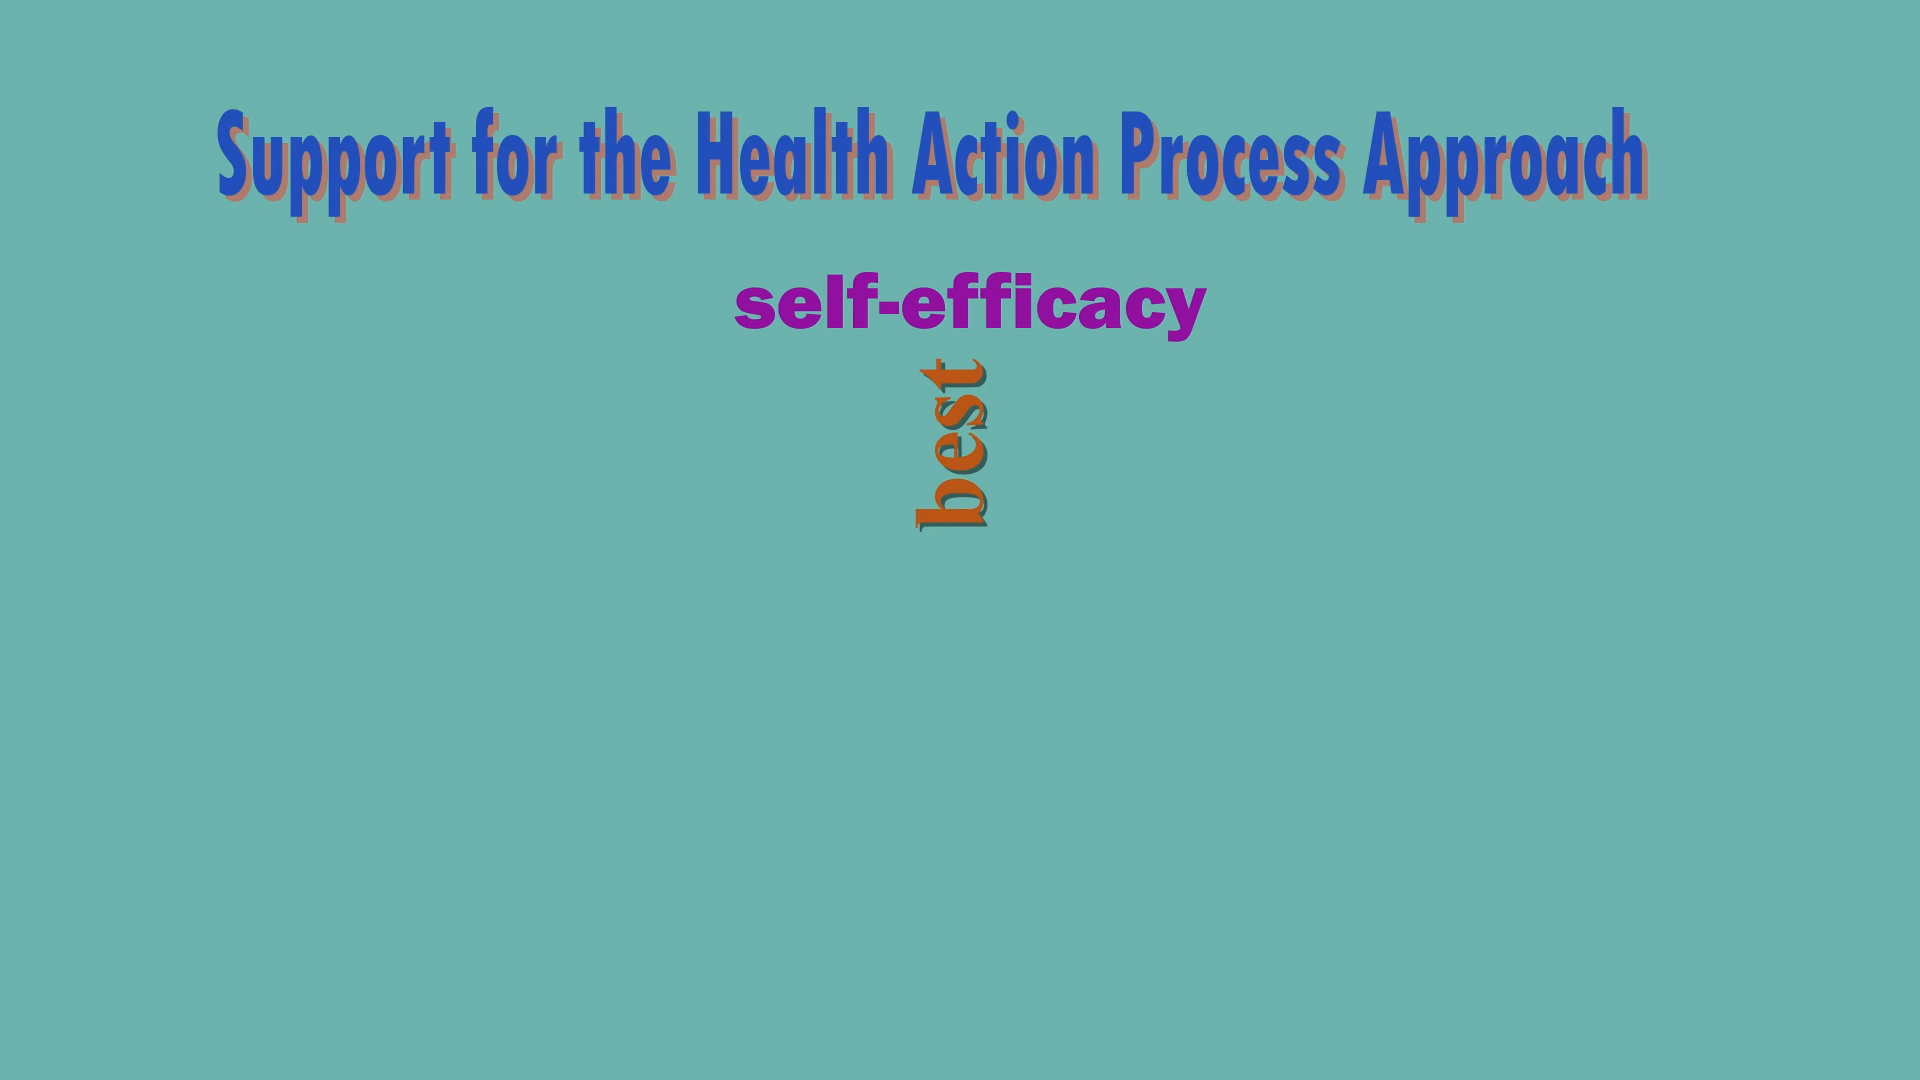 Support for the Health Action Process Approach
self-efficacy
best